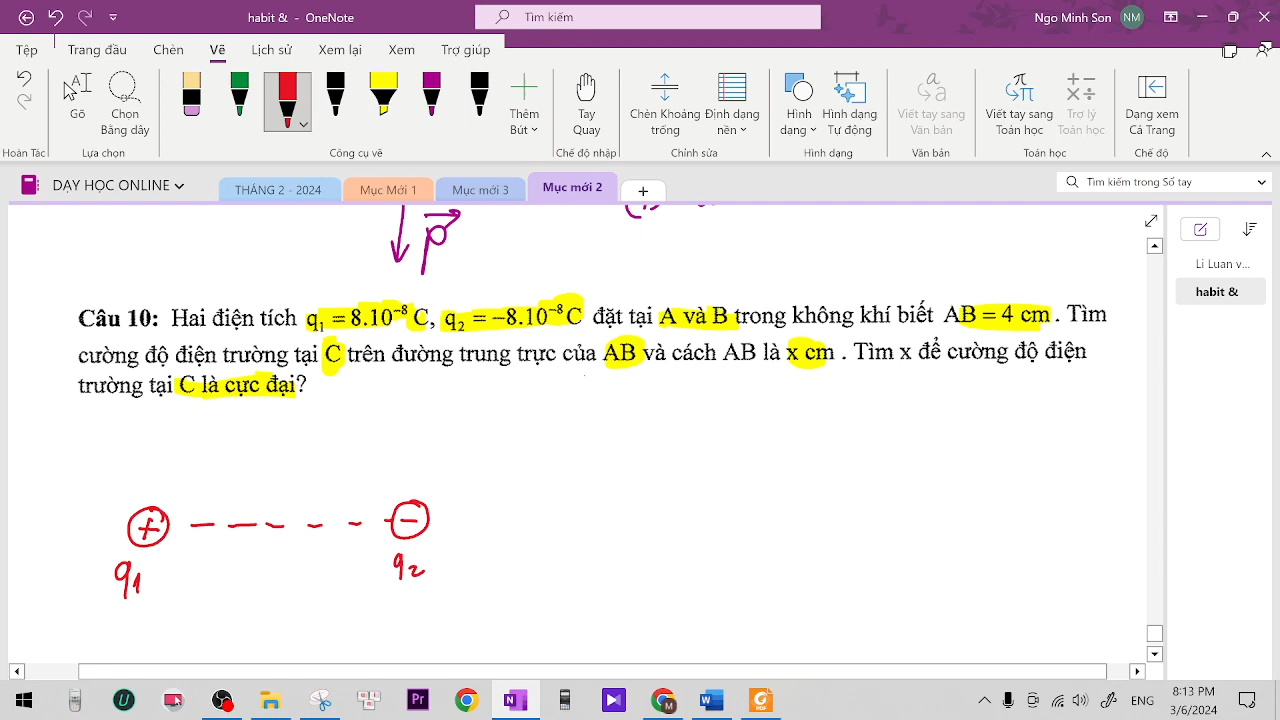 habit & - OneNote
Tìm kiếm
Ngo Minh Son
NM
Tệp Trang đầu Chèn Vẽ Lịch sử Xem lại Xem Trợ giúp
Gõ
Chọn Bằng dây
Thêm Bút
Tay Quay
Chèn Khoảng trống
Định dạng nền
Hình dạng
Hình dạng Tự động
Viết tay sang Văn bản
Viết tay sang Toán học
Trợ lý Toán học
Dạng xem Cả Trang
Hoàn Tác Lựa chọn Công cụ vẽ Chế độ nhập Chỉnh sửa Hình dạng Văn bản Toán học Chế độ
DẠY HỌC ONLINE
THÁNG 2 - 2024 Mục Mới 1 Mục mới 3 Mục mới 2 +
Tìm kiếm trong Sổ tay
Li Luan v...
habit &
P
Câu 10: Hai điện tích q₁ = 8.10⁻⁸ C, q₂ = −8.10⁻⁸ C đặt tại A và B trong không khí biết AB = 4 cm . Tìm
cường độ điện trường tại C trên đường trung trực của AB và cách AB là x cm . Tìm x để cường độ điện
trường tại C là cực đại?
+ −
q1 q2
Pr
N
W
M
PDF
ENG
8:13 PM
3/6/2024